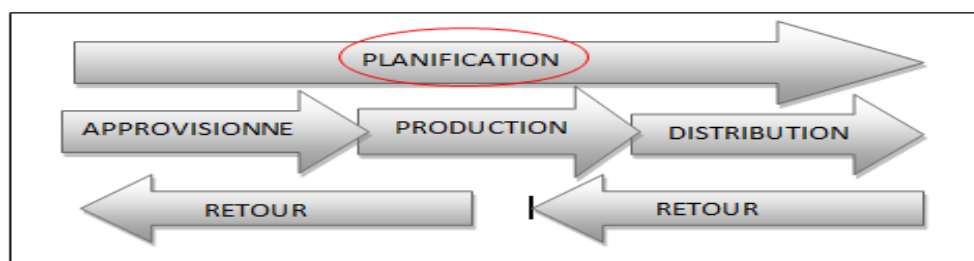 PLANIFICATION
APPROVISIONNE
PRODUCTION
DISTRIBUTION
RETOUR
RETOUR